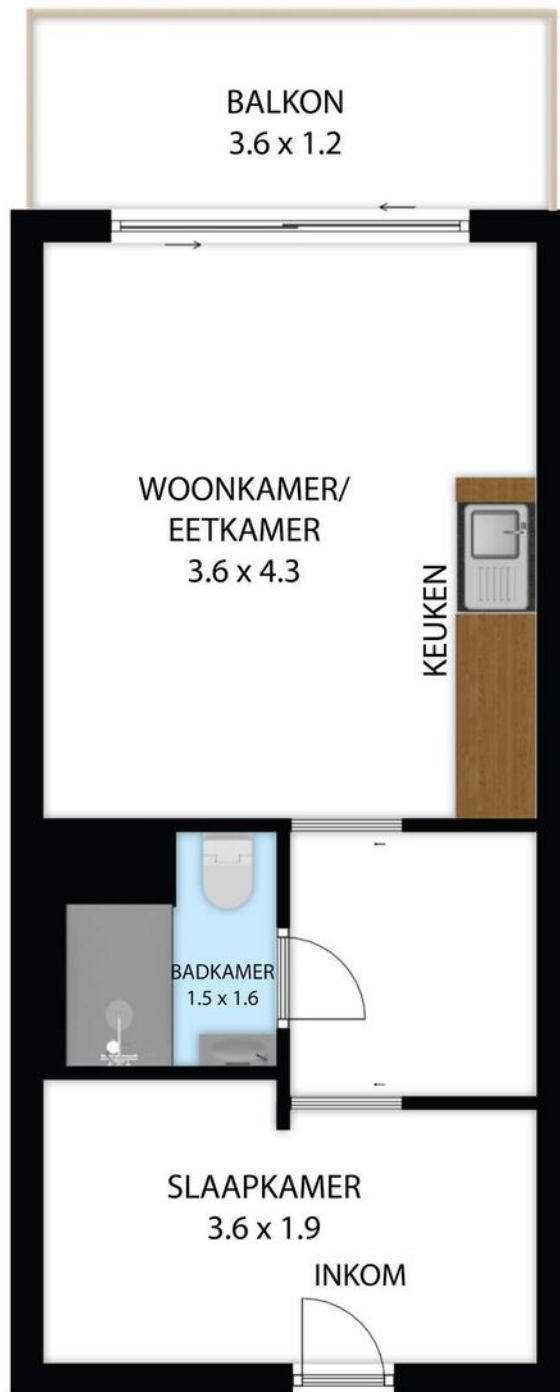 BALKON
3.6 x 1.2
WOONKAMER/
EETKAMER
3.6 x 4.3
KEUKEN
BADKAMER
1.5 x 1.6
SLAAPKAMER
3.6 x 1.9
INKOM